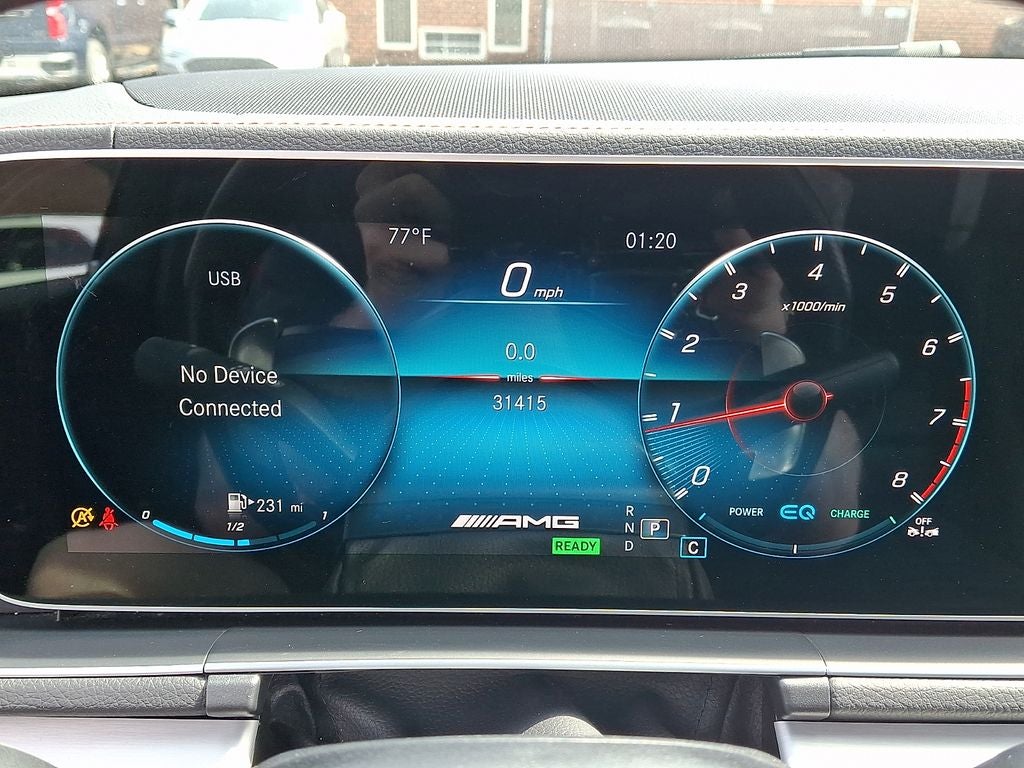 77°F
01:20
USB
0 mph
4
3
5
x1000/min
2
6
0.0
miles
No Device
Connected
31415
1
7
0
8
231 mi
0
1/2
1
AMG
R
N
P
D
READY
C
POWER
EQ
CHARGE
OFF